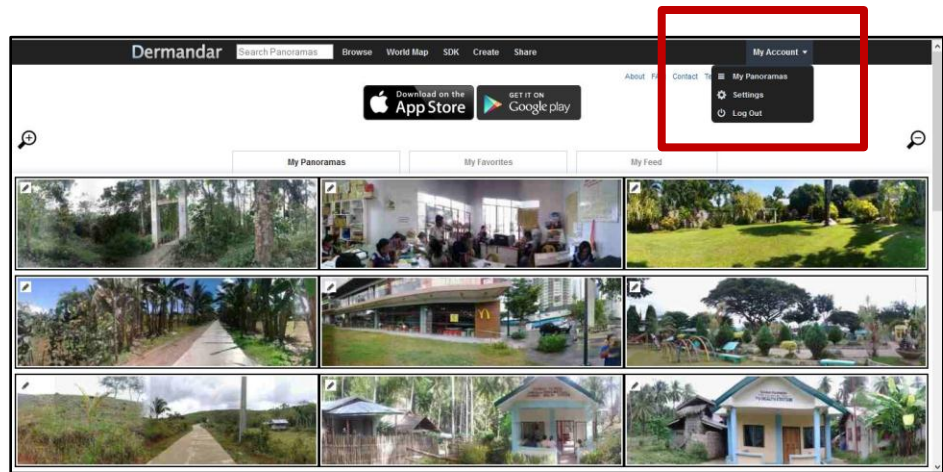 Dermandar Search Panoramas Browse World Map SDK Create Share My Account
About FAQ Contact
My Panoramas
Settings
Log Out
Download on the App Store
GET IT ON Google play
My Panoramas My Favorites My Feed